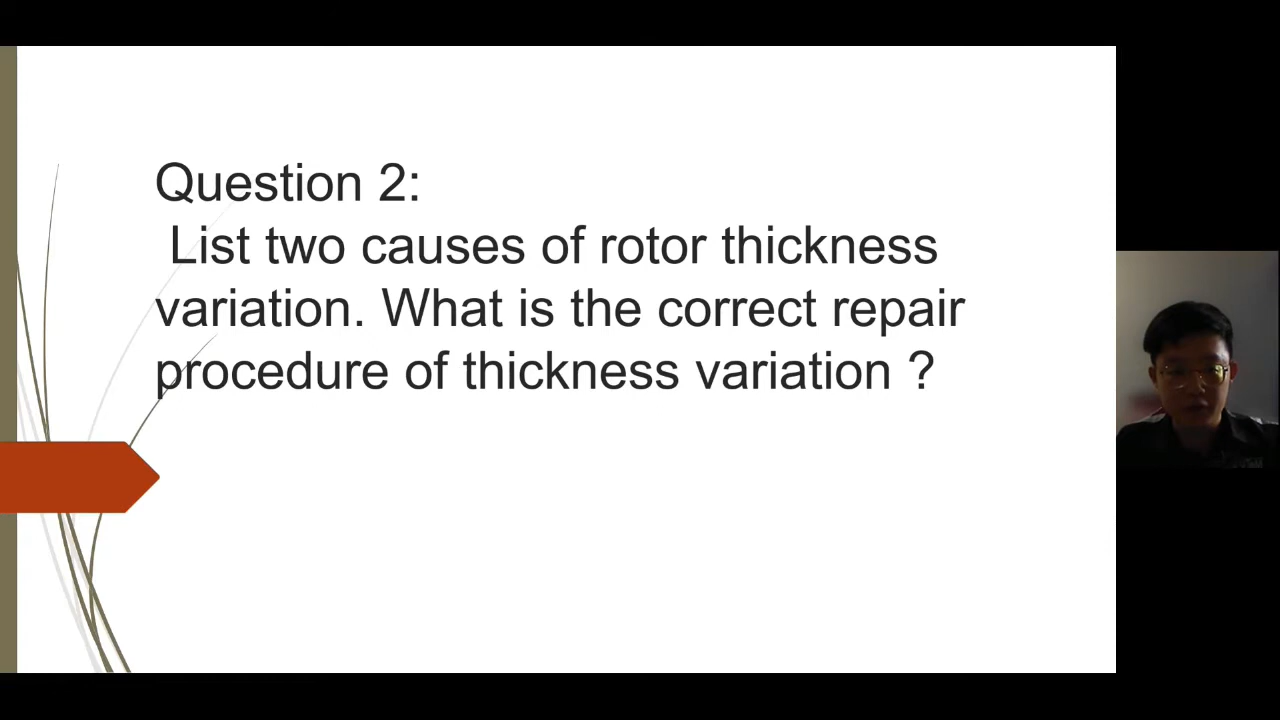 Question 2:
List two causes of rotor thickness
variation. What is the correct repair
procedure of thickness variation ?